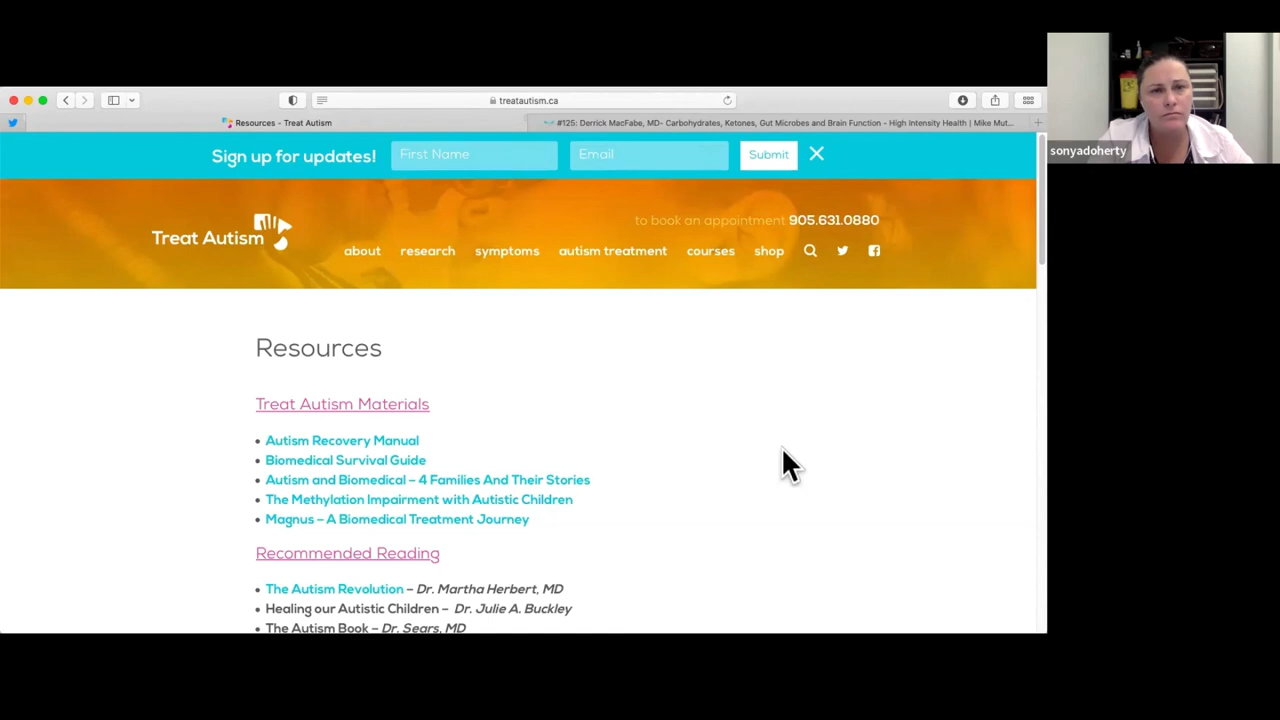 treatautism.ca
Resources - Treat Autism
#125: Derrick MacFabe, MD- Carbohydrates, Ketones, Gut Microbes and Brain Function - High Intensity Health | Mike Mut...
Sign up for updates!
First Name
Email
Submit
sonyadoherty
to book an appointment 905.631.0880
Treat Autism
about research symptoms autism treatment courses shop
Resources
Treat Autism Materials
• Autism Recovery Manual
• Biomedical Survival Guide
• Autism and Biomedical – 4 Families And Their Stories
• The Methylation Impairment with Autistic Children
• Magnus – A Biomedical Treatment Journey
Recommended Reading
• The Autism Revolution – Dr. Martha Herbert, MD
• Healing our Autistic Children – Dr. Julie A. Buckley
• The Autism Book – Dr. Sears, MD